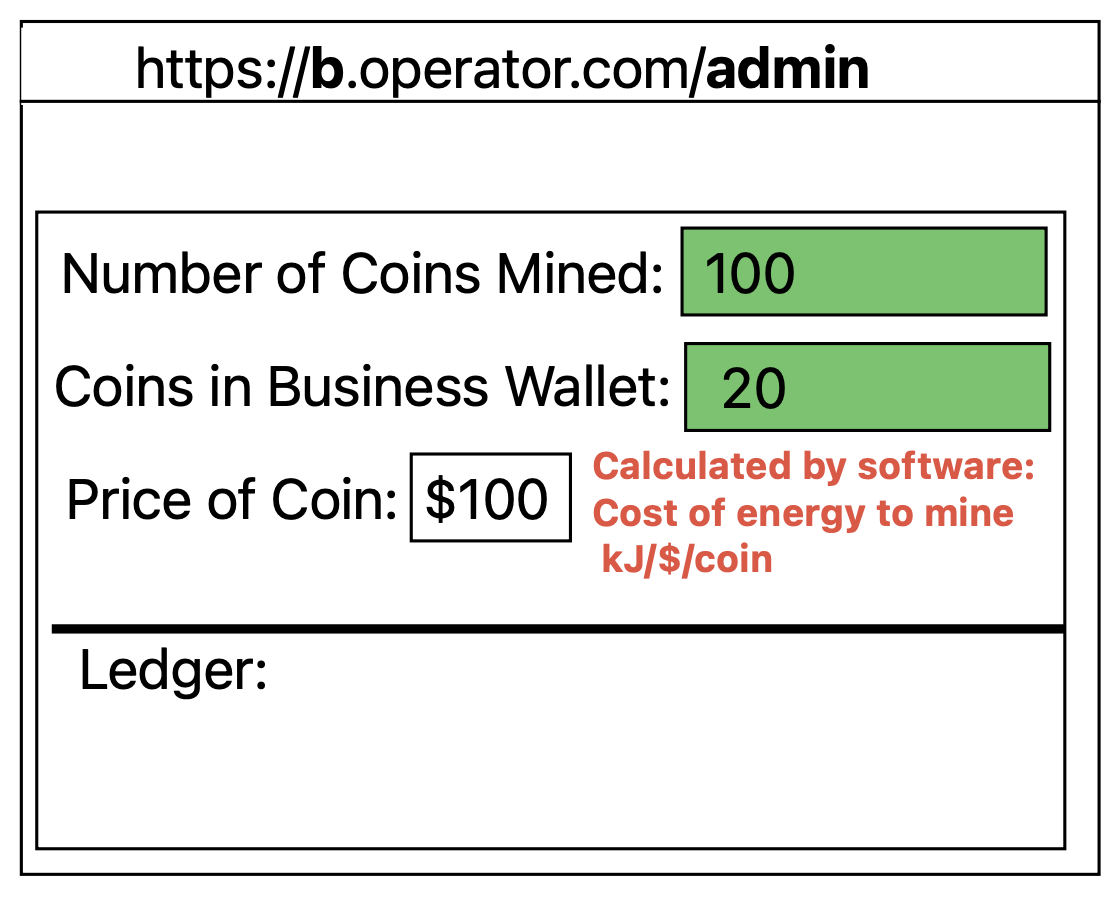 https://b.operator.com/admin
Number of Coins Mined: 100
Coins in Business Wallet: 20
Price of Coin: $100
Calculated by software:
Cost of energy to mine
kJ/$/coin
Ledger: